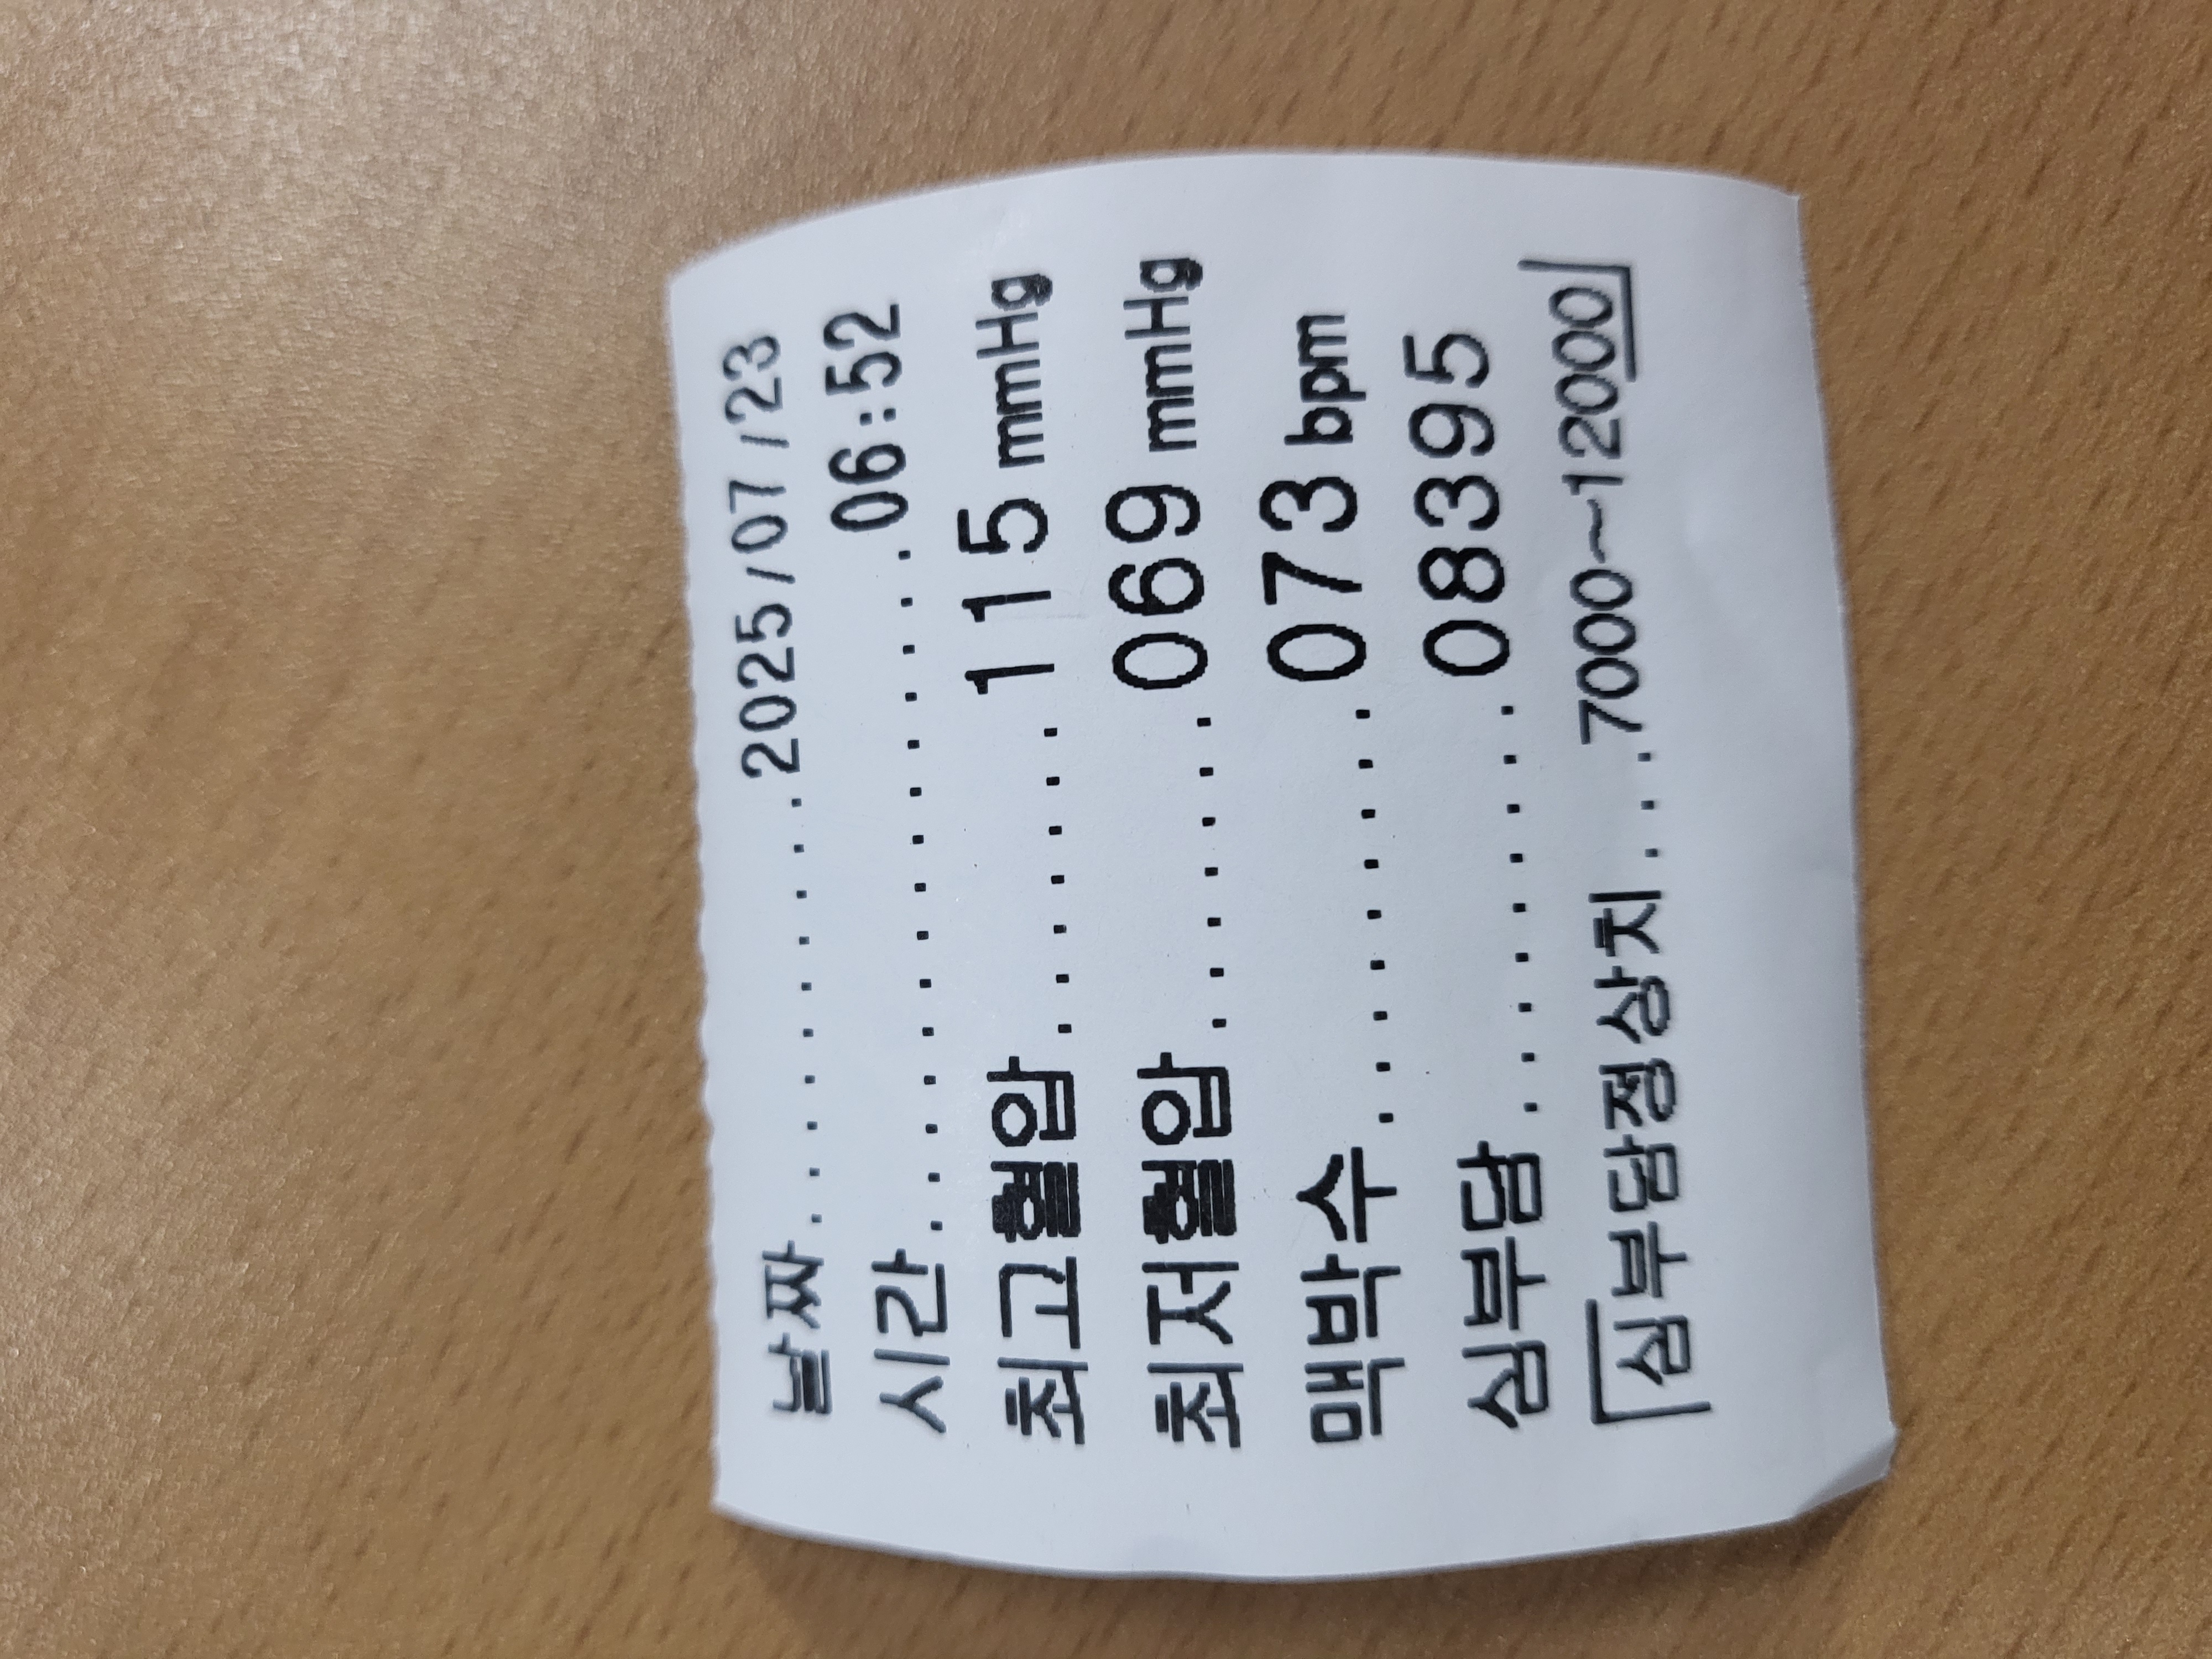 날짜.............2025/07/23
시간...............06:52
최고혈압.......115 mmHg
최저혈압.......069 mmHg
맥박수.........073 bpm
심부담.........08395
「심부담정상치...7000~12000」